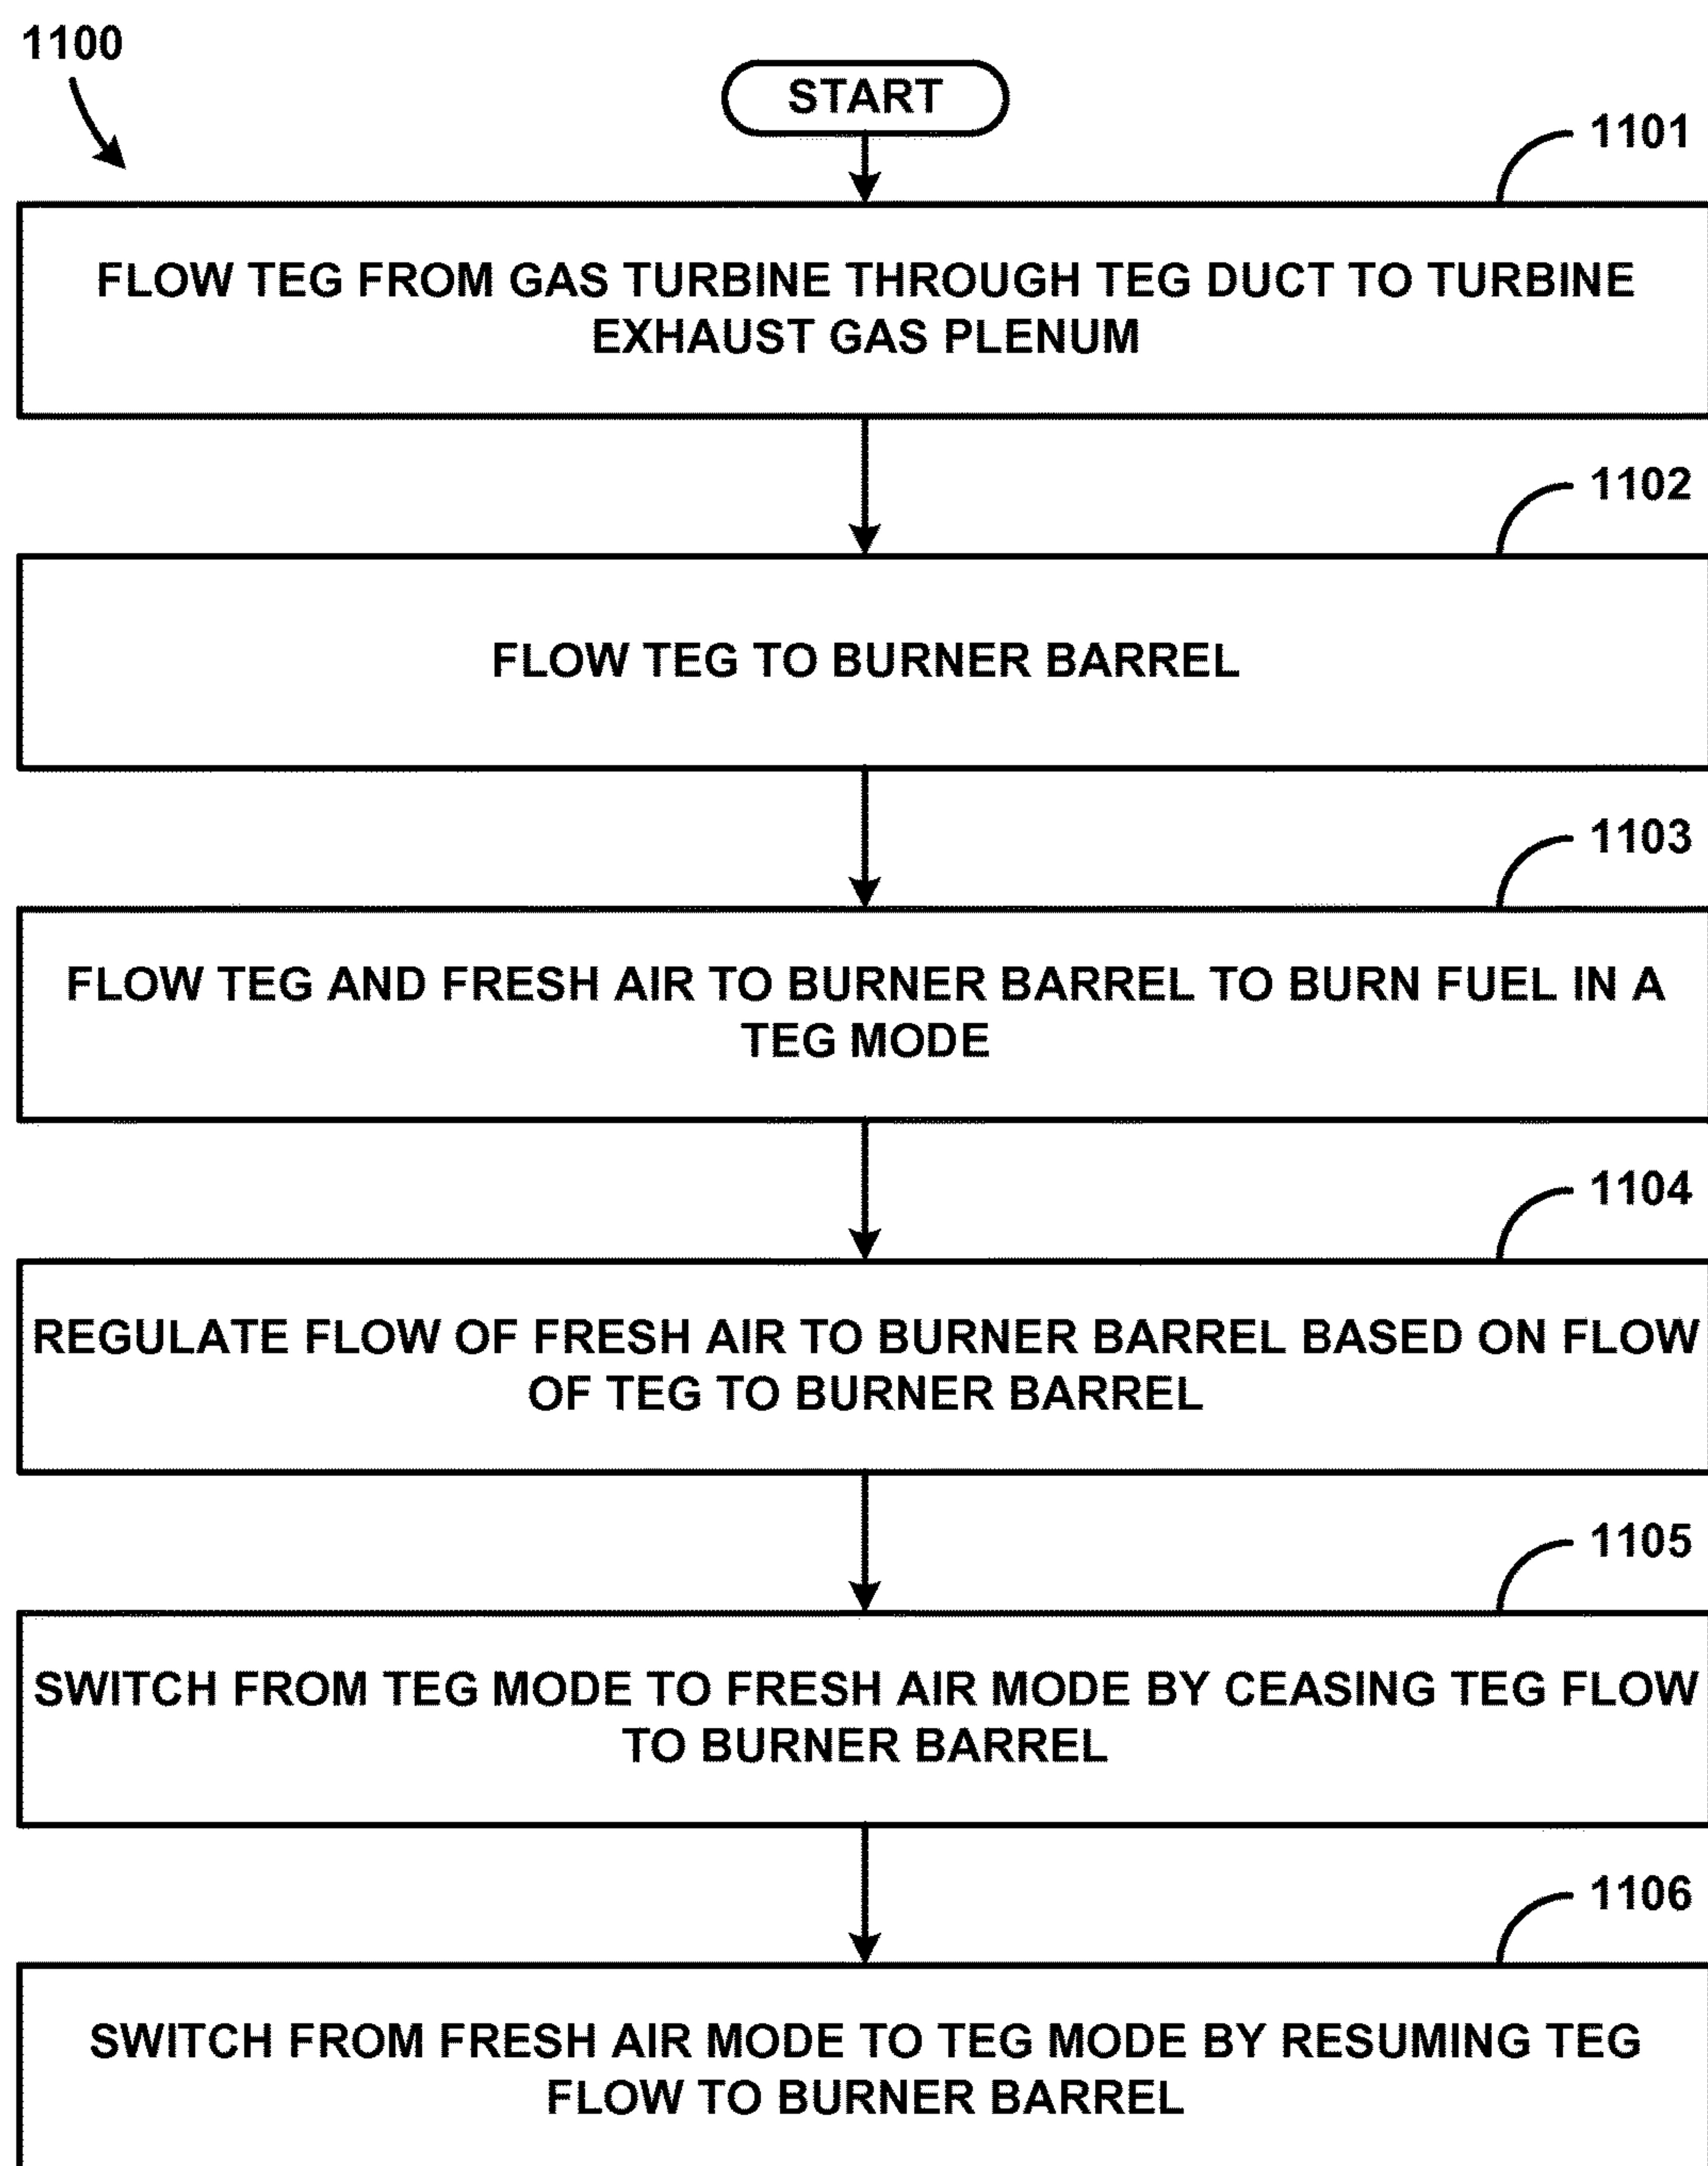 1100
START
1101
FLOW TEG FROM GAS TURBINE THROUGH TEG DUCT TO TURBINE
EXHAUST GAS PLENUM
1102
FLOW TEG TO BURNER BARREL
1103
FLOW TEG AND FRESH AIR TO BURNER BARREL TO BURN FUEL IN A
TEG MODE
1104
REGULATE FLOW OF FRESH AIR TO BURNER BARREL BASED ON FLOW
OF TEG TO BURNER BARREL
1105
SWITCH FROM TEG MODE TO FRESH AIR MODE BY CEASING TEG FLOW
TO BURNER BARREL
1106
SWITCH FROM FRESH AIR MODE TO TEG MODE BY RESUMING TEG
FLOW TO BURNER BARREL